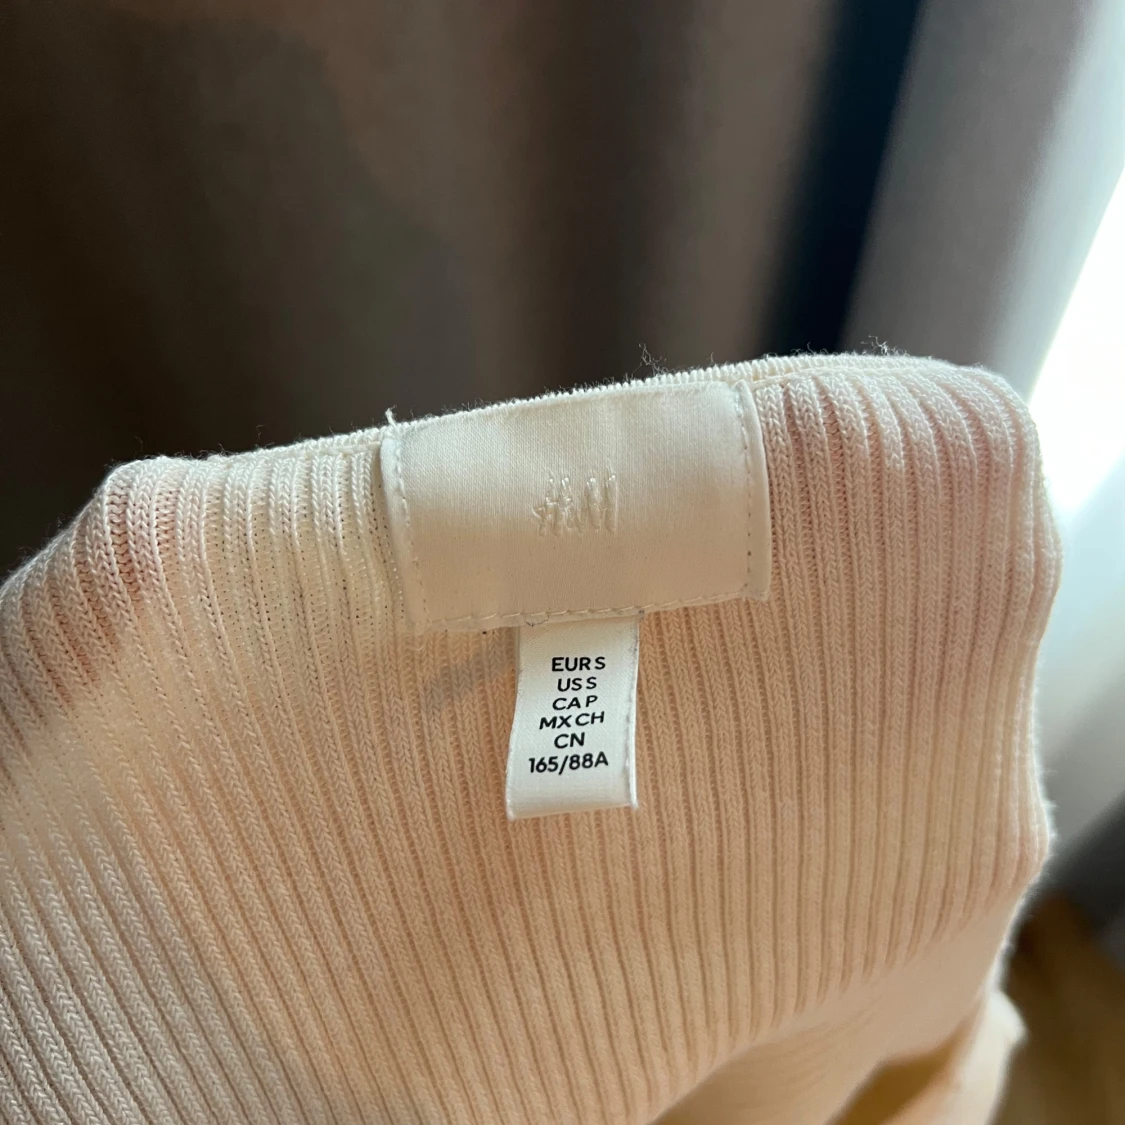 H&M
EUR S
US S
CA P
MX CH
CN
165/88A